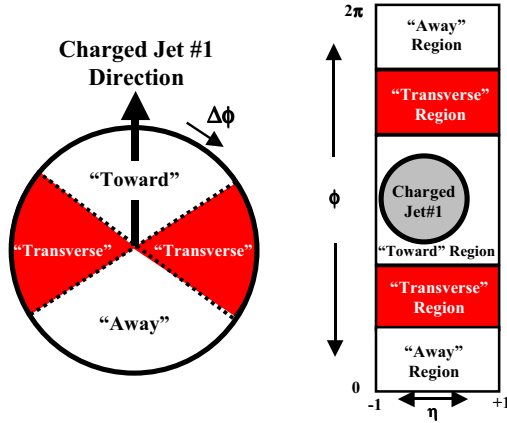 Charged Jet #1
Direction
Δϕ
“Toward”
“Transverse”
“Transverse”
“Away”
2π
“Away”
Region
“Transverse”
Region
ϕ
Charged
Jet#1
“Toward” Region
“Transverse”
Region
“Away”
Region
0
-1
η
+1